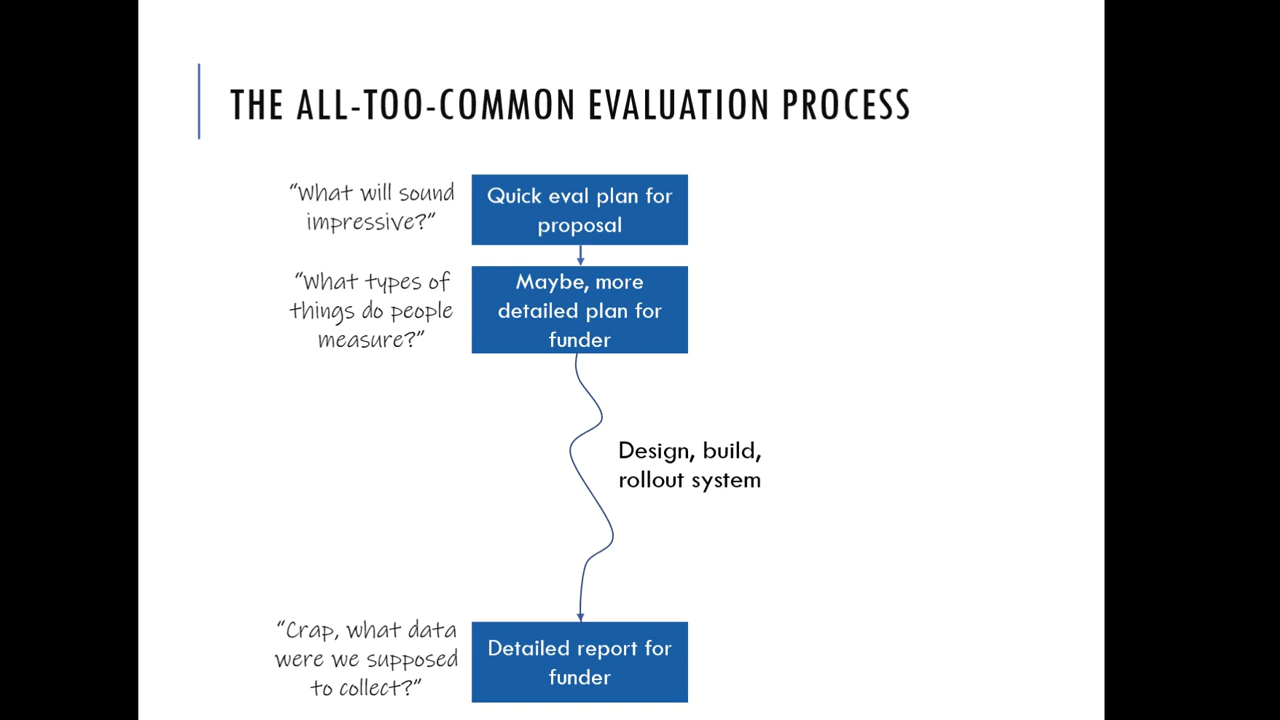 THE ALL-TOO-COMMON EVALUATION PROCESS
“What will sound
impressive?”
Quick eval plan for
proposal
“What types of
things do people
measure?”
Maybe, more
detailed plan for
funder
Design, build,
rollout system
“Crap, what data
were we supposed
to collect?”
Detailed report for
funder